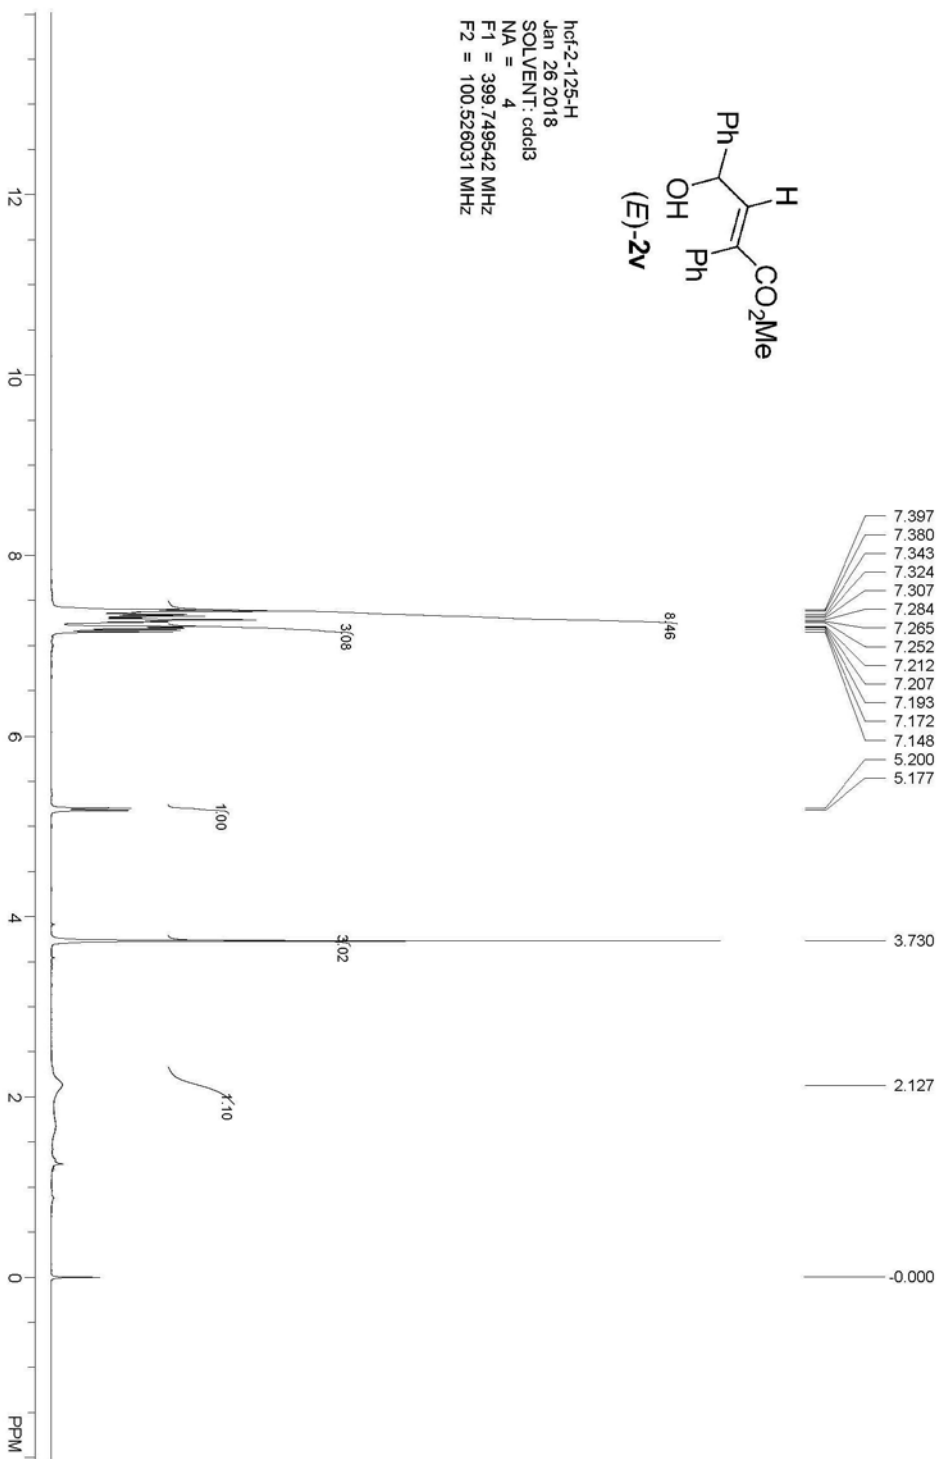 hcf-2-125-H
Jan 26 2018
SOLVENT: cdcl3
NA = 4
F1 = 399.749542 MHz
F2 = 100.526031 MHz
H
CO2Me
Ph
OH
Ph
(E)-2v
7.397
7.380
7.343
7.324
7.307
7.284
7.265
7.252
7.212
7.207
7.193
7.172
7.148
5.200
5.177
3.730
2.127
-0.000
8.46
3.08
1.00
3.02
1.10
12 10 8 6 4 2 0 PPM